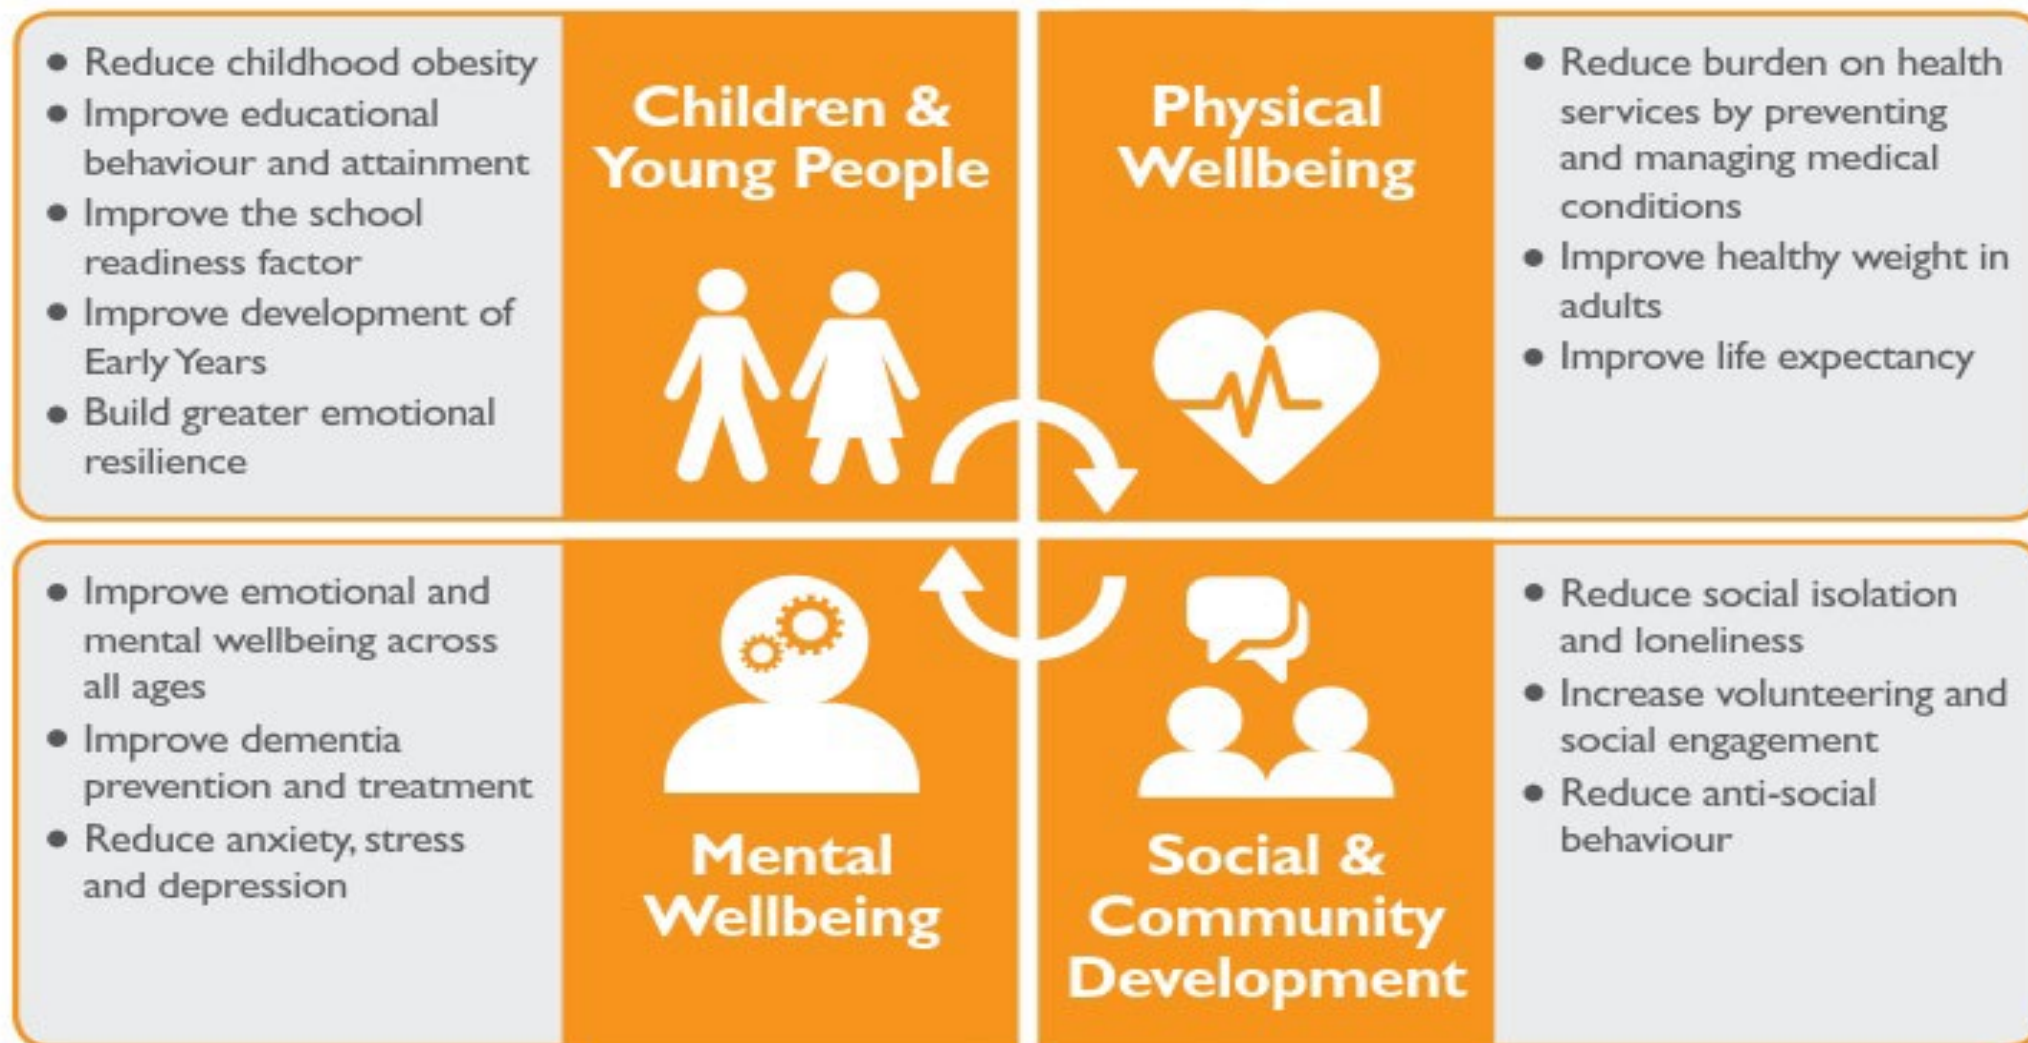 ● Reduce childhood obesity
● Improve educational
behaviour and attainment
● Improve the school
readiness factor
● Improve development of
Early Years
● Build greater emotional
resilience
Children &
Young People
Physical
Wellbeing
● Reduce burden on health
services by preventing
and managing medical
conditions
● Improve healthy weight in
adults
● Improve life expectancy
● Improve emotional and
mental wellbeing across
all ages
● Improve dementia
prevention and treatment
● Reduce anxiety, stress
and depression
Mental
Wellbeing
Social &
Community
Development
● Reduce social isolation
and loneliness
● Increase volunteering and
social engagement
● Reduce anti-social
behaviour